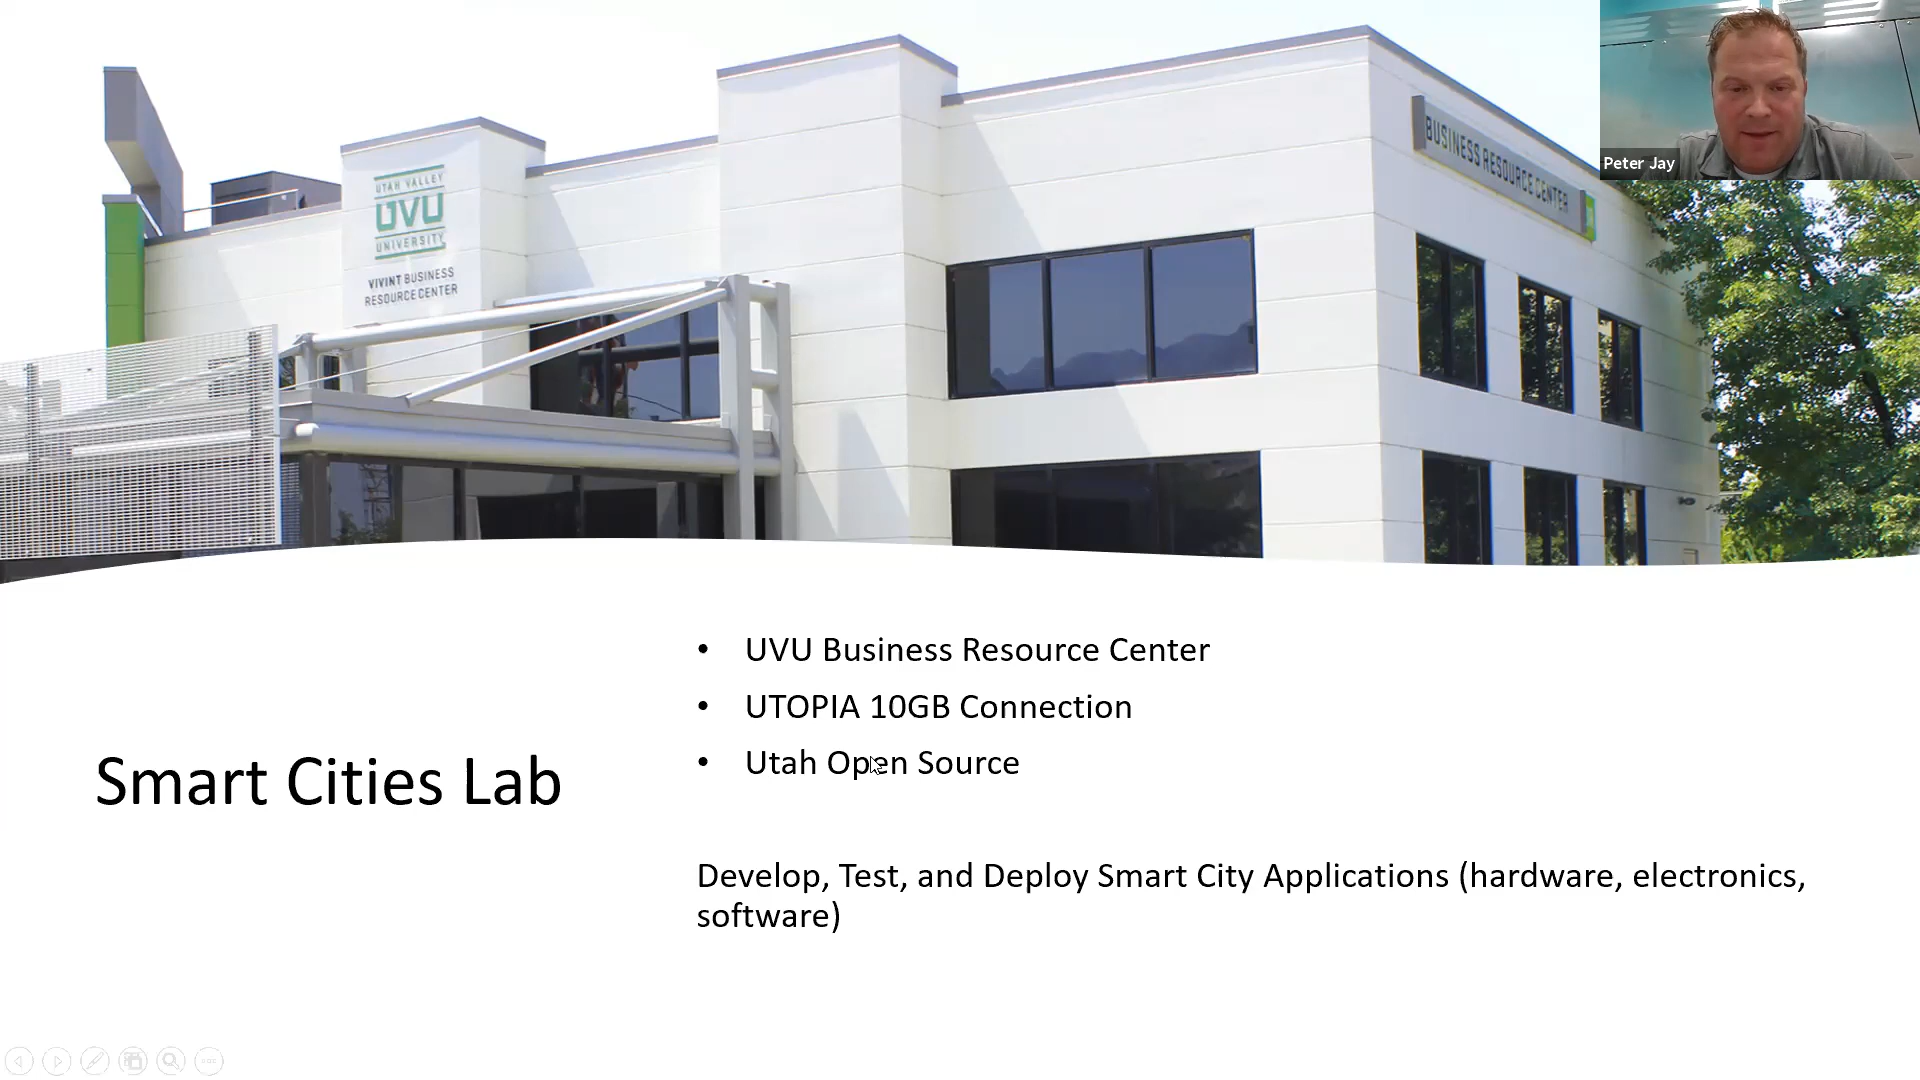 UTAH VALLEY
UVU
UNIVERSITY
VIVINT BUSINESS
RESOURCE CENTER
BUSINESS RESOURCE CENTER
Peter Jay
• UVU Business Resource Center
• UTOPIA 10GB Connection
• Utah Open Source
Smart Cities Lab
Develop, Test, and Deploy Smart City Applications (hardware, electronics,
software)